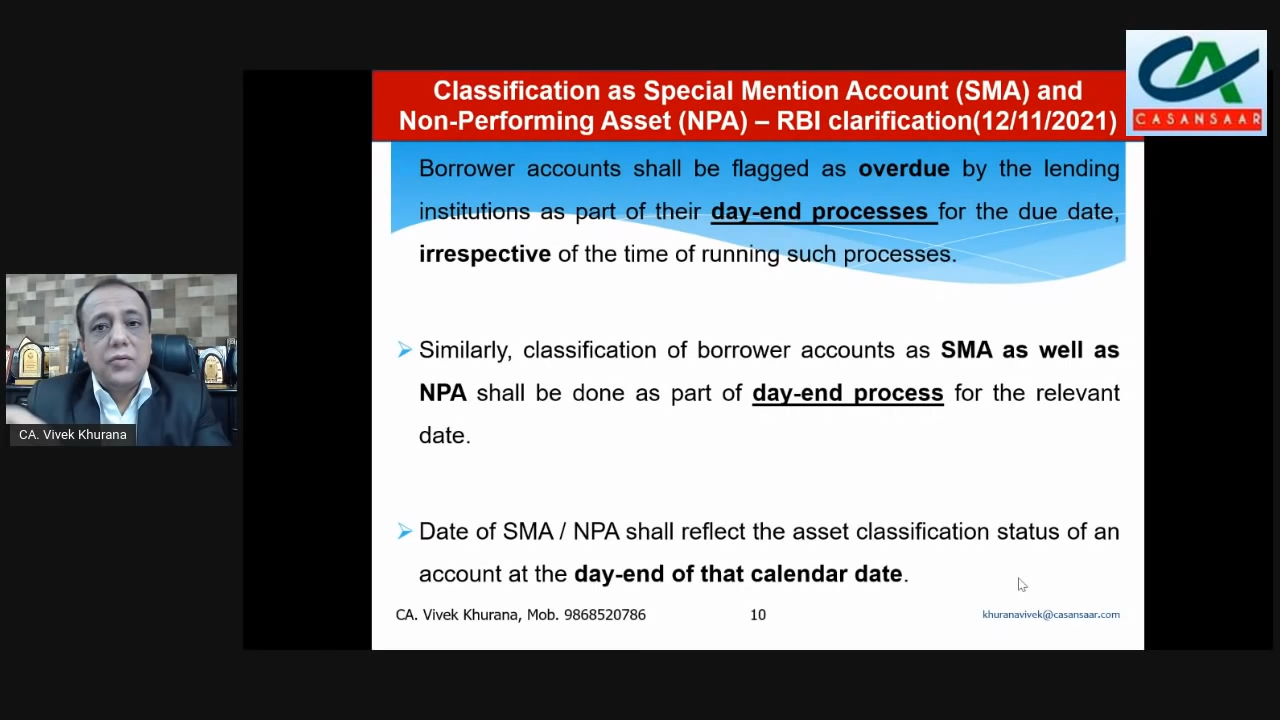 Classification as Special Mention Account (SMA) and
Non-Performing Asset (NPA) – RBI clarification(12/11/2021)
CASANSAAR
Borrower accounts shall be flagged as overdue by the lending
institutions as part of their day-end processes for the due date,
irrespective of the time of running such processes.
Similarly, classification of borrower accounts as SMA as well as
NPA shall be done as part of day-end process for the relevant
date.
Date of SMA / NPA shall reflect the asset classification status of an
account at the day-end of that calendar date.
CA. Vivek Khurana, Mob. 9868520786
10
khuranavivek@casansaar.com
CA. Vivek Khurana